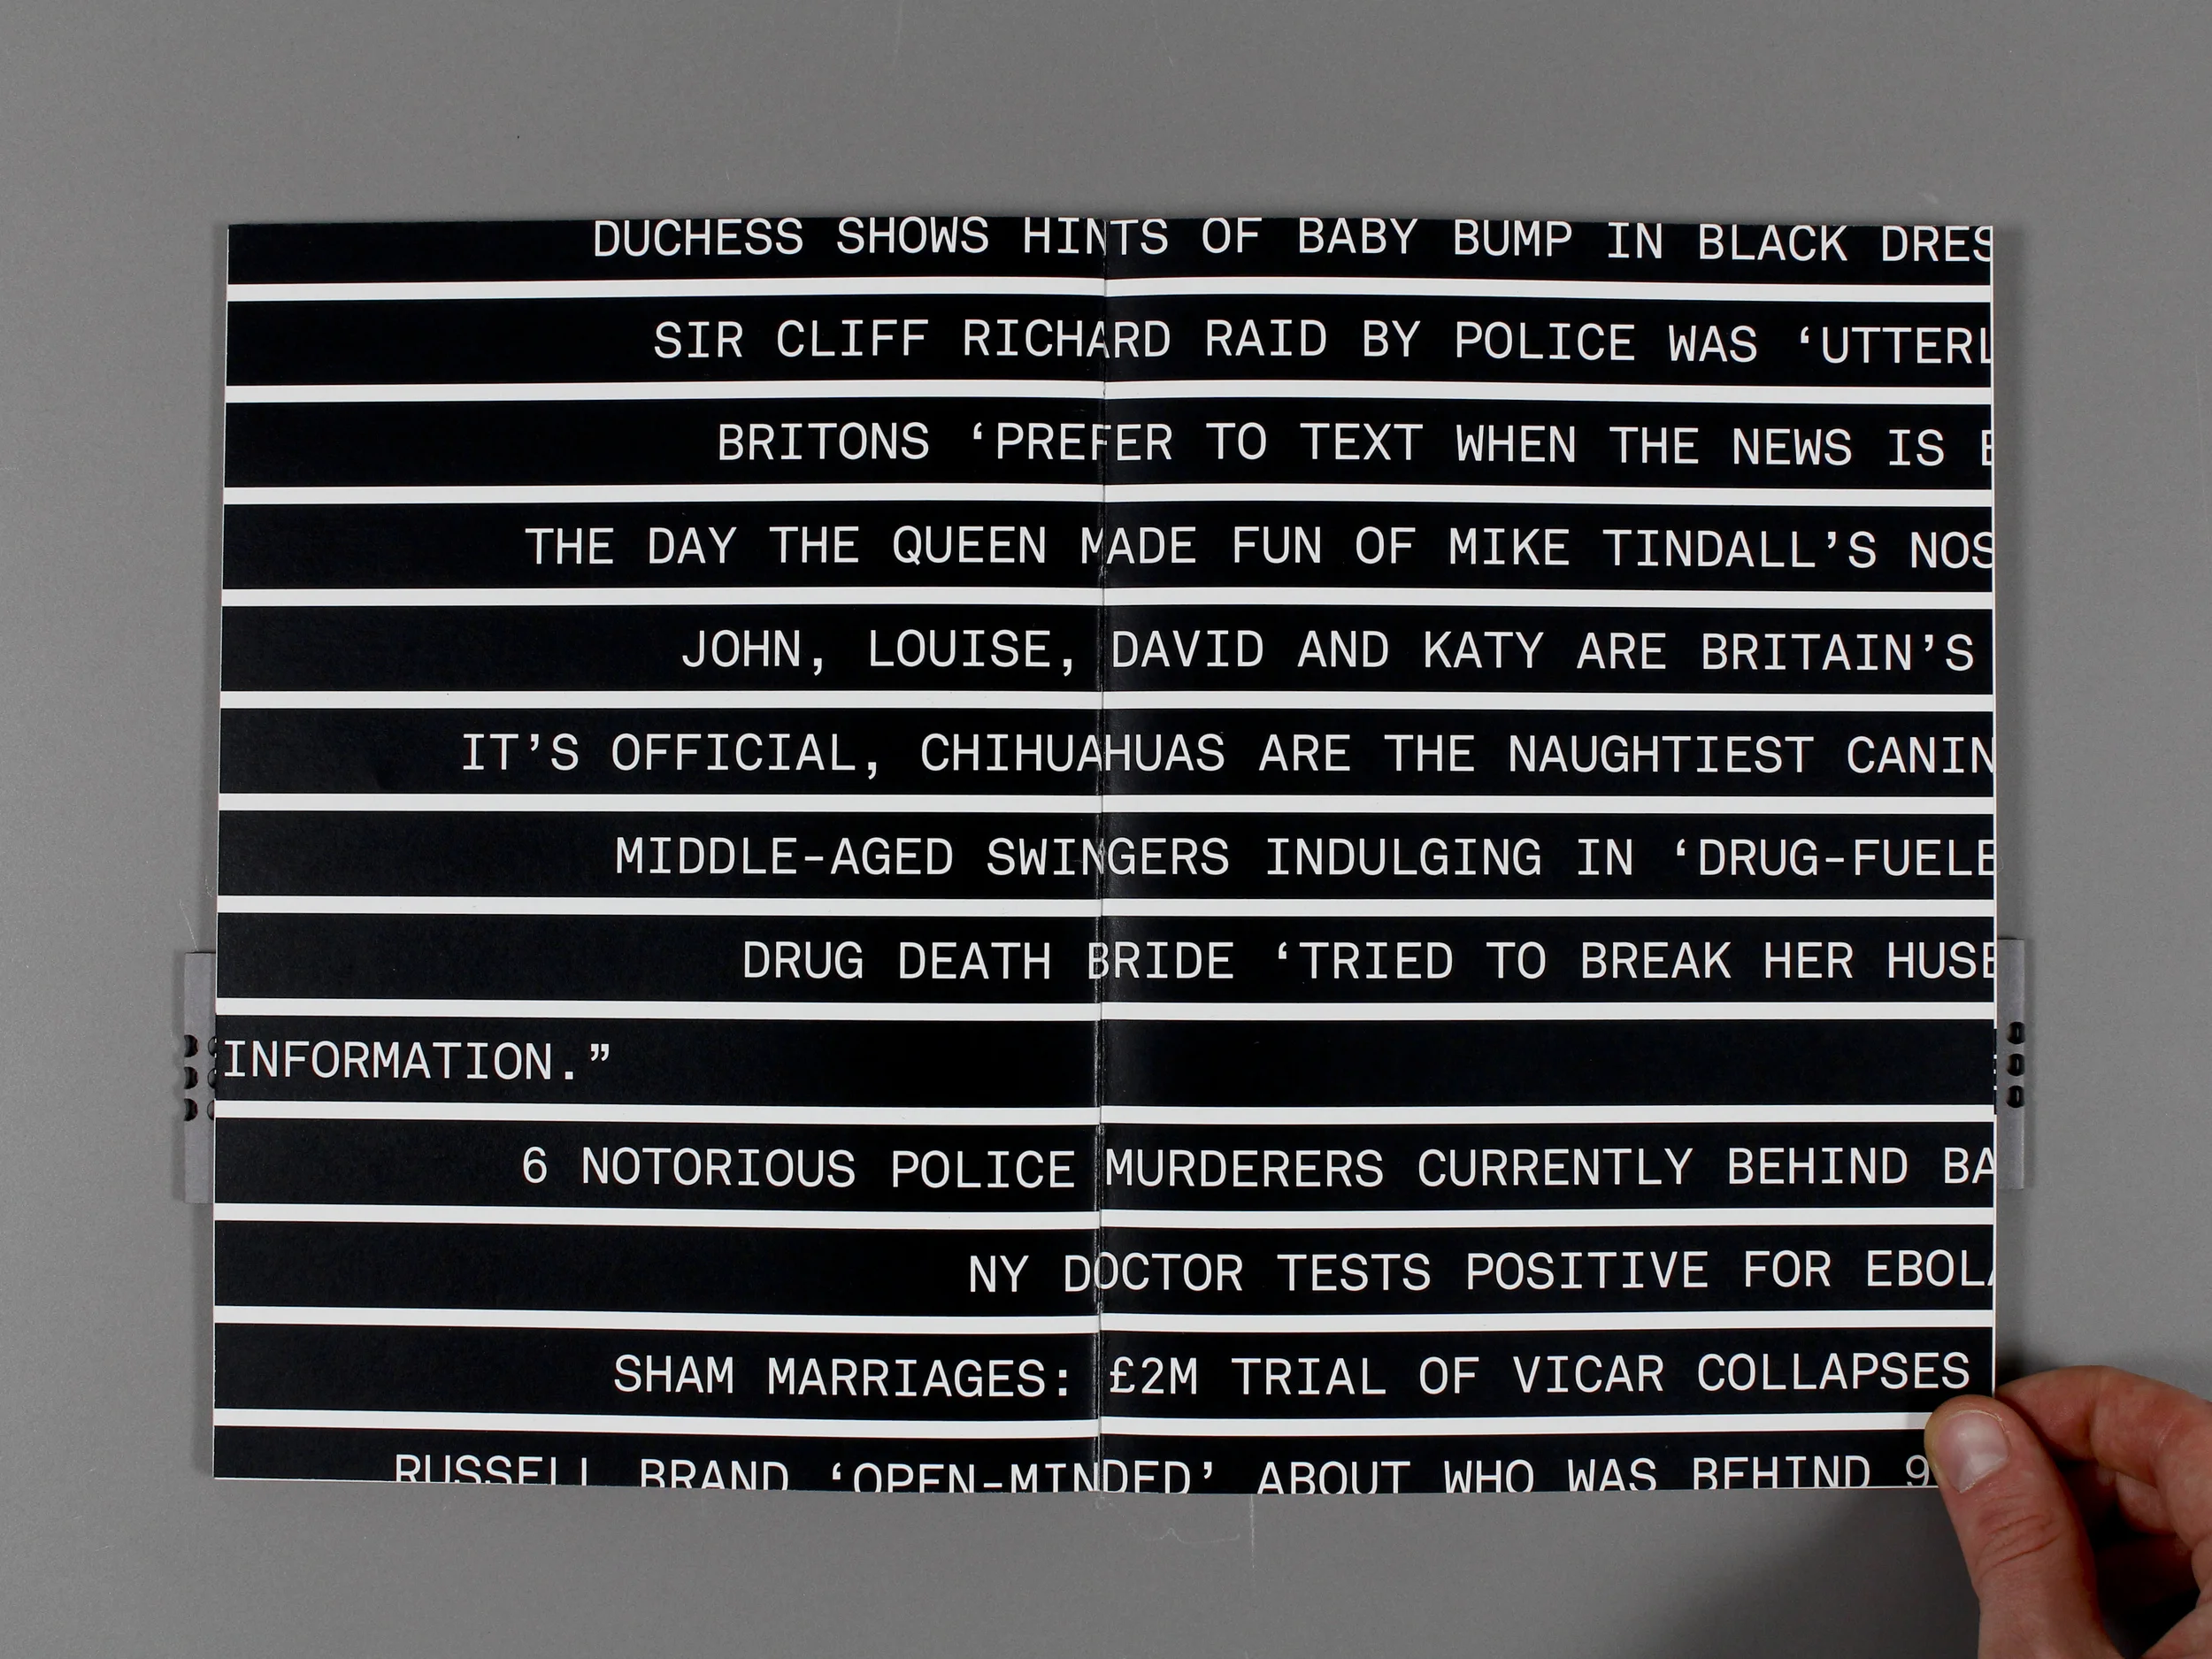 DUCHESS SHOWS HINTS OF BABY BUMP IN BLACK DRES
SIR CLIFF RICHARD RAID BY POLICE WAS ‘UTTERL
BRITONS ‘PREFER TO TEXT WHEN THE NEWS IS
THE DAY THE QUEEN MADE FUN OF MIKE TINDALL’S NOS
JOHN, LOUISE, DAVID AND KATY ARE BRITAIN’S
IT’S OFFICIAL, CHIHUAHUAS ARE THE NAUGHTIEST CANIN
MIDDLE-AGED SWINGERS INDULGING IN ‘DRUG-FUELE
DRUG DEATH BRIDE ‘TRIED TO BREAK HER HUSB
INFORMATION.”
6 NOTORIOUS POLICE MURDERERS CURRENTLY BEHIND BA
NY DOCTOR TESTS POSITIVE FOR EBOLA
SHAM MARRIAGES: £2M TRIAL OF VICAR COLLAPSES
RUSSELL BRAND ‘OPEN-MINDED’ ABOUT WHO WAS BEHIND 9